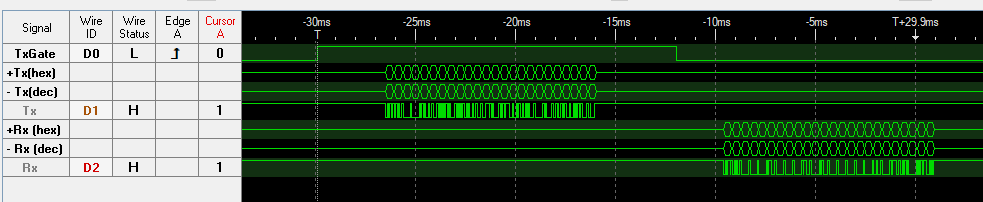 Signal Wire ID Wire Status Edge A Cursor A -30ms -25ms -20ms -15ms -10ms -5ms T+29.9ms
T
TxGate D0 L 0
+Tx(hex)
- Tx(dec)
Tx D1 H 1
+Rx (hex)
- Rx (dec)
Rx D2 H 1